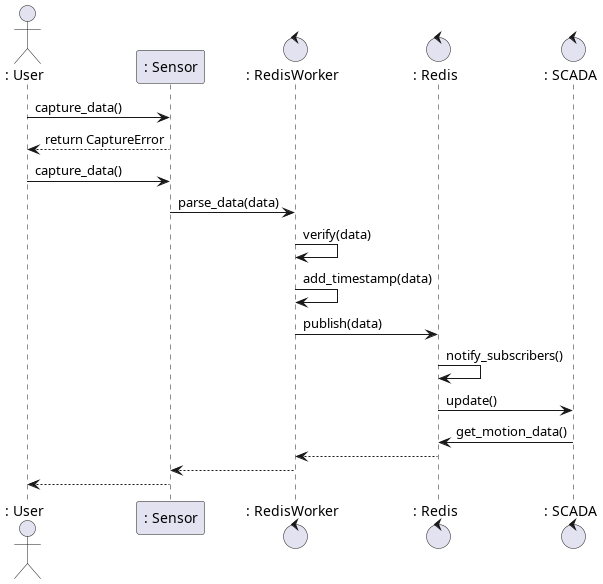 : User
: Sensor
: RedisWorker
: Redis
: SCADA
capture_data()
return CaptureError
capture_data()
parse_data(data)
verify(data)
add_timestamp(data)
publish(data)
notify_subscribers()
update()
get_motion_data()
: User
: Sensor
: RedisWorker
: Redis
: SCADA